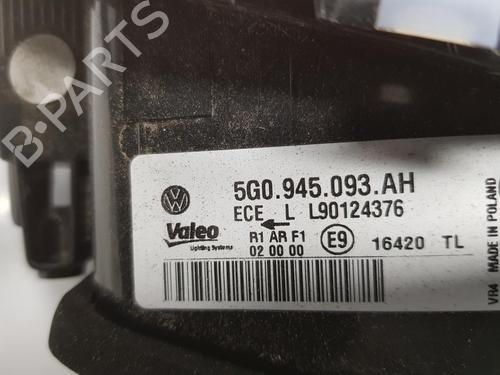 B-PARTS
5G0.945.093.AH
ECE L L90124376
Valeo
Lighting Systems
R1 AR F1
02 00 00
E9
16420 TL
VR4 MADE IN POLAND